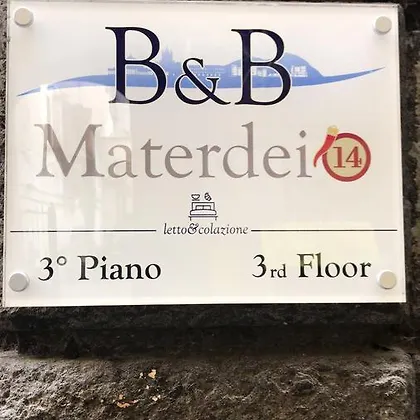 B&B
Materdei 14
letto&colazione
3° Piano 3rd Floor